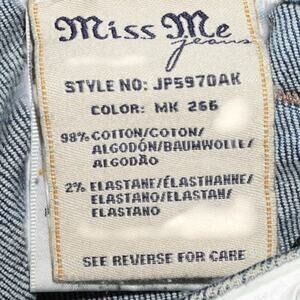 Miss Me
jeans
STYLE NO: JP5970AK
COLOR: MK 266
98% COTTON/COTON/
ALGODÓN/BAUMWOLLE/
ALGODÃO
2% ELASTANE/ÉLASTHANNE/
ELASTANO/ELASTAN/
ELASTANO
SEE REVERSE FOR CARE